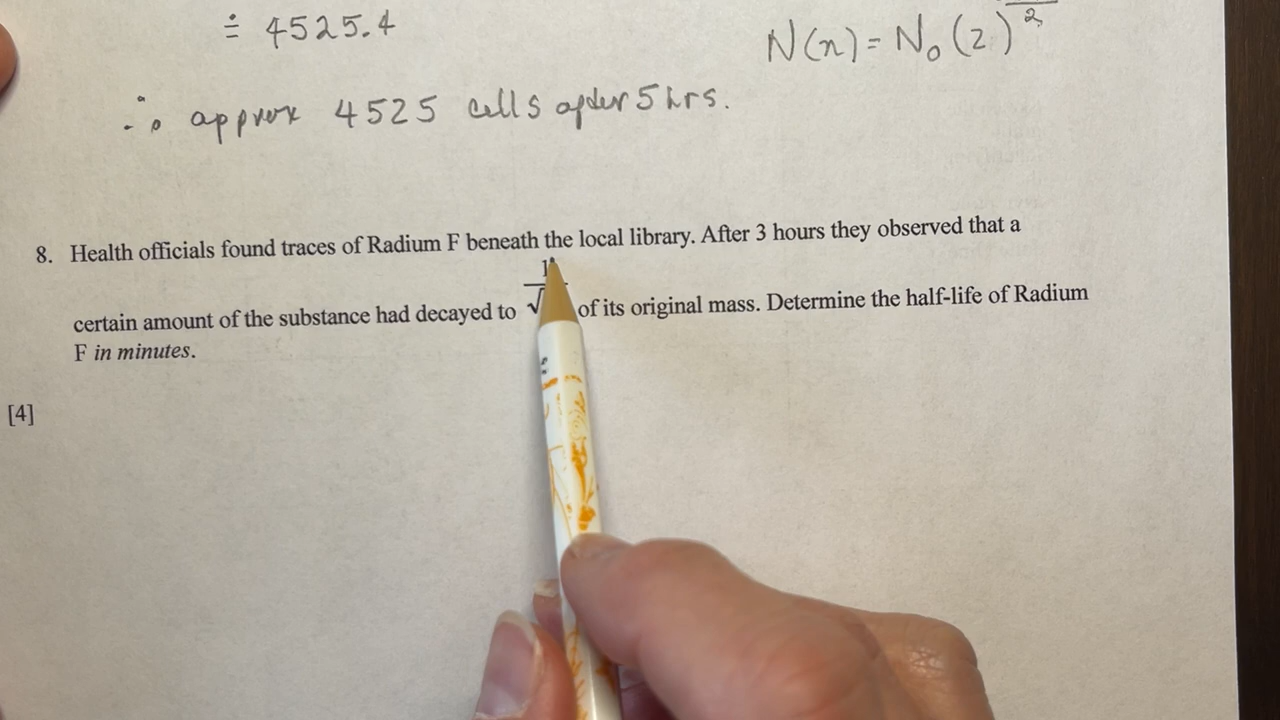 ≐ 4525.4
N(n) = N₀(2)^‾2
∴ approx 4525 cells after 5 hrs.
8. Health officials found traces of Radium F beneath the local library. After 3 hours they observed that a
1
certain amount of the substance had decayed to √ of its original mass. Determine the half-life of Radium
F in minutes.
[4]